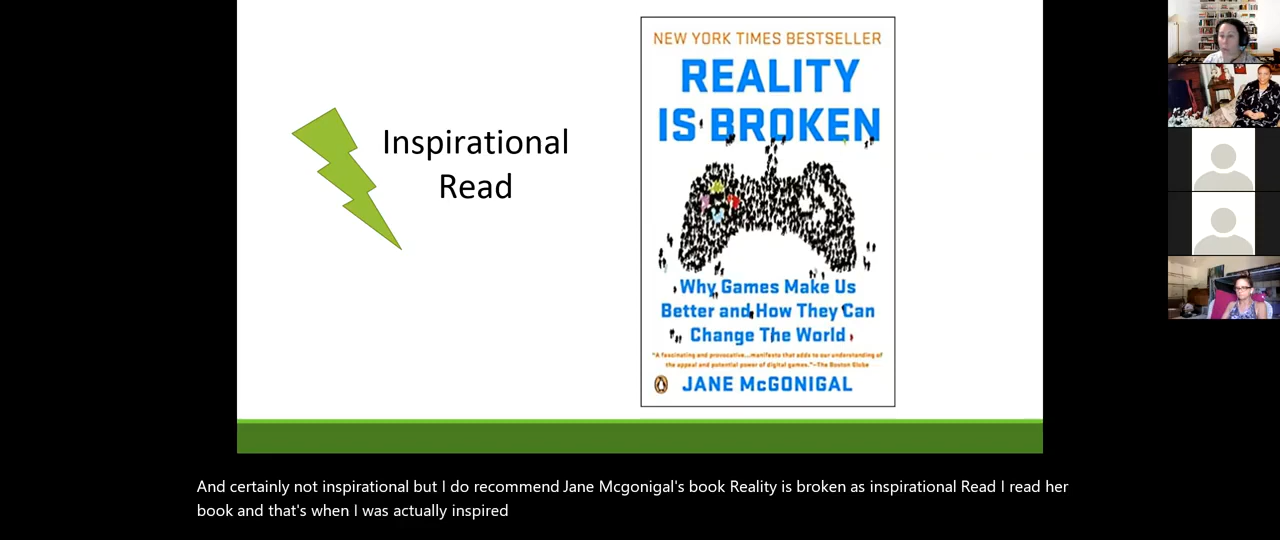 Inspirational
Read
NEW YORK TIMES BESTSELLER
REALITY
IS BROKEN
Why Games Make Us
Better and How They Can
Change The World
"A fascinating and provocative...manifesto that adds to our understanding of
the appeal and potential power of digital games."—The Boston Globe
JANE McGONIGAL
And certainly not inspirational but I do recommend Jane Mcgonigal's book Reality is broken as inspirational Read I read her
book and that's when I was actually inspired